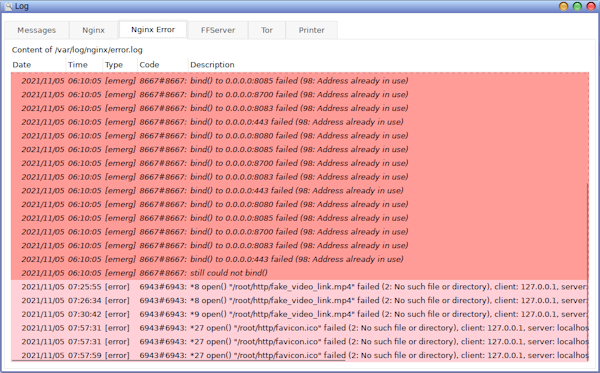 Log
Messages Nginx Nginx Error FFServer Tor Printer
Content of /var/log/nginx/error.log
Date Time Type Code Description
2021/11/05 06:10:05 [emerg] 8667#8667: bind() to 0.0.0.0:8085 failed (98: Address already in use)
2021/11/05 06:10:05 [emerg] 8667#8667: bind() to 0.0.0.0:8700 failed (98: Address already in use)
2021/11/05 06:10:05 [emerg] 8667#8667: bind() to 0.0.0.0:8083 failed (98: Address already in use)
2021/11/05 06:10:05 [emerg] 8667#8667: bind() to 0.0.0.0:443 failed (98: Address already in use)
2021/11/05 06:10:05 [emerg] 8667#8667: bind() to 0.0.0.0:8080 failed (98: Address already in use)
2021/11/05 06:10:05 [emerg] 8667#8667: bind() to 0.0.0.0:8085 failed (98: Address already in use)
2021/11/05 06:10:05 [emerg] 8667#8667: bind() to 0.0.0.0:8700 failed (98: Address already in use)
2021/11/05 06:10:05 [emerg] 8667#8667: bind() to 0.0.0.0:8083 failed (98: Address already in use)
2021/11/05 06:10:05 [emerg] 8667#8667: bind() to 0.0.0.0:443 failed (98: Address already in use)
2021/11/05 06:10:05 [emerg] 8667#8667: bind() to 0.0.0.0:8080 failed (98: Address already in use)
2021/11/05 06:10:05 [emerg] 8667#8667: bind() to 0.0.0.0:8085 failed (98: Address already in use)
2021/11/05 06:10:05 [emerg] 8667#8667: bind() to 0.0.0.0:8700 failed (98: Address already in use)
2021/11/05 06:10:05 [emerg] 8667#8667: bind() to 0.0.0.0:8083 failed (98: Address already in use)
2021/11/05 06:10:05 [emerg] 8667#8667: bind() to 0.0.0.0:443 failed (98: Address already in use)
2021/11/05 06:10:05 [emerg] 8667#8667: still could not bind()
2021/11/05 07:25:55 [error] 6943#6943: *8 open() "/root/http/fake_video_link.mp4" failed (2: No such file or directory), client: 127.0.0.1, server:
2021/11/05 07:26:34 [error] 6943#6943: *8 open() "/root/http/fake_video_link.mp4" failed (2: No such file or directory), client: 127.0.0.1, server:
2021/11/05 07:30:42 [error] 6943#6943: *9 open() "/root/http/fake_video_link.mp4" failed (2: No such file or directory), client: 127.0.0.1, server:
2021/11/05 07:57:31 [error] 6943#6943: *27 open() "/root/http/favicon.ico" failed (2: No such file or directory), client: 127.0.0.1, server: localhos
2021/11/05 07:57:31 [error] 6943#6943: *27 open() "/root/http/favicon.ico" failed (2: No such file or directory), client: 127.0.0.1, server: localhos
2021/11/05 07:57:59 [error] 6943#6943: *27 open() "/root/http/favicon.ico" failed (2: No such file or directory), client: 127.0.0.1, server: localhos